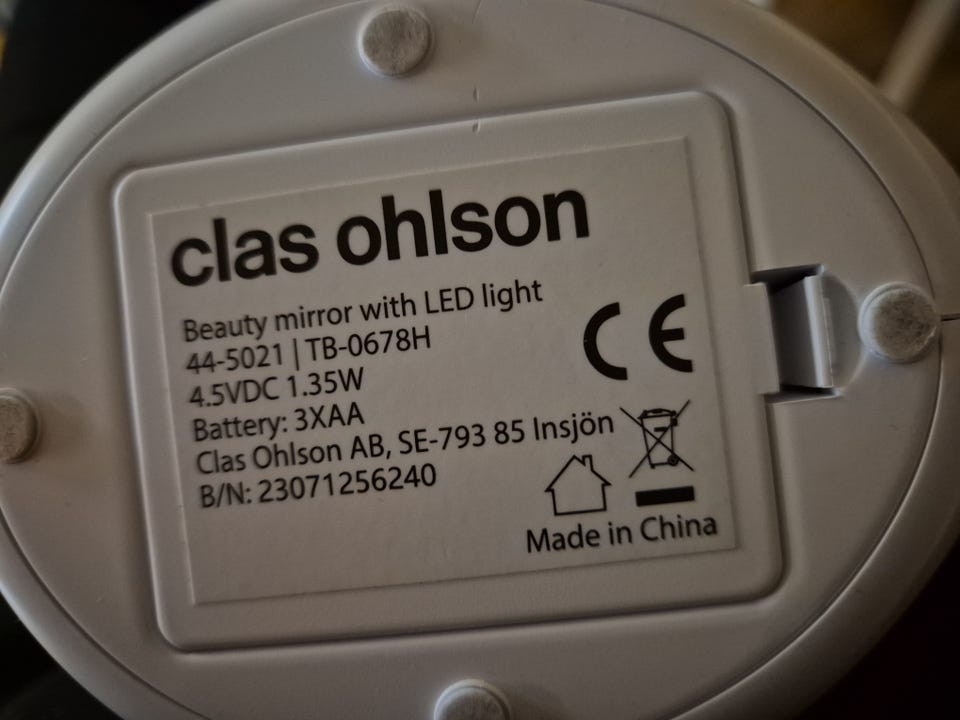 clas ohlson
Beauty mirror with LED light
44-5021 | TB-0678H
4.5VDC 1.35W
Battery: 3XAA
Clas Ohlson AB, SE-793 85 Insjön
B/N: 23071256240
CE
Made in China